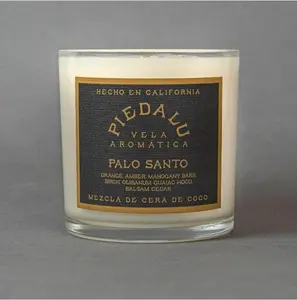 HECHO EN CALIFORNIA
PIEDALU
VELA
AROMÁTICA
PALO SANTO
ORANGE AMBER MAHOGANY BARK
BIRCH OLIBANUM GUAIAC WOOD
BALSAM CEDAR
MEZCLA DE CERA DE COCO